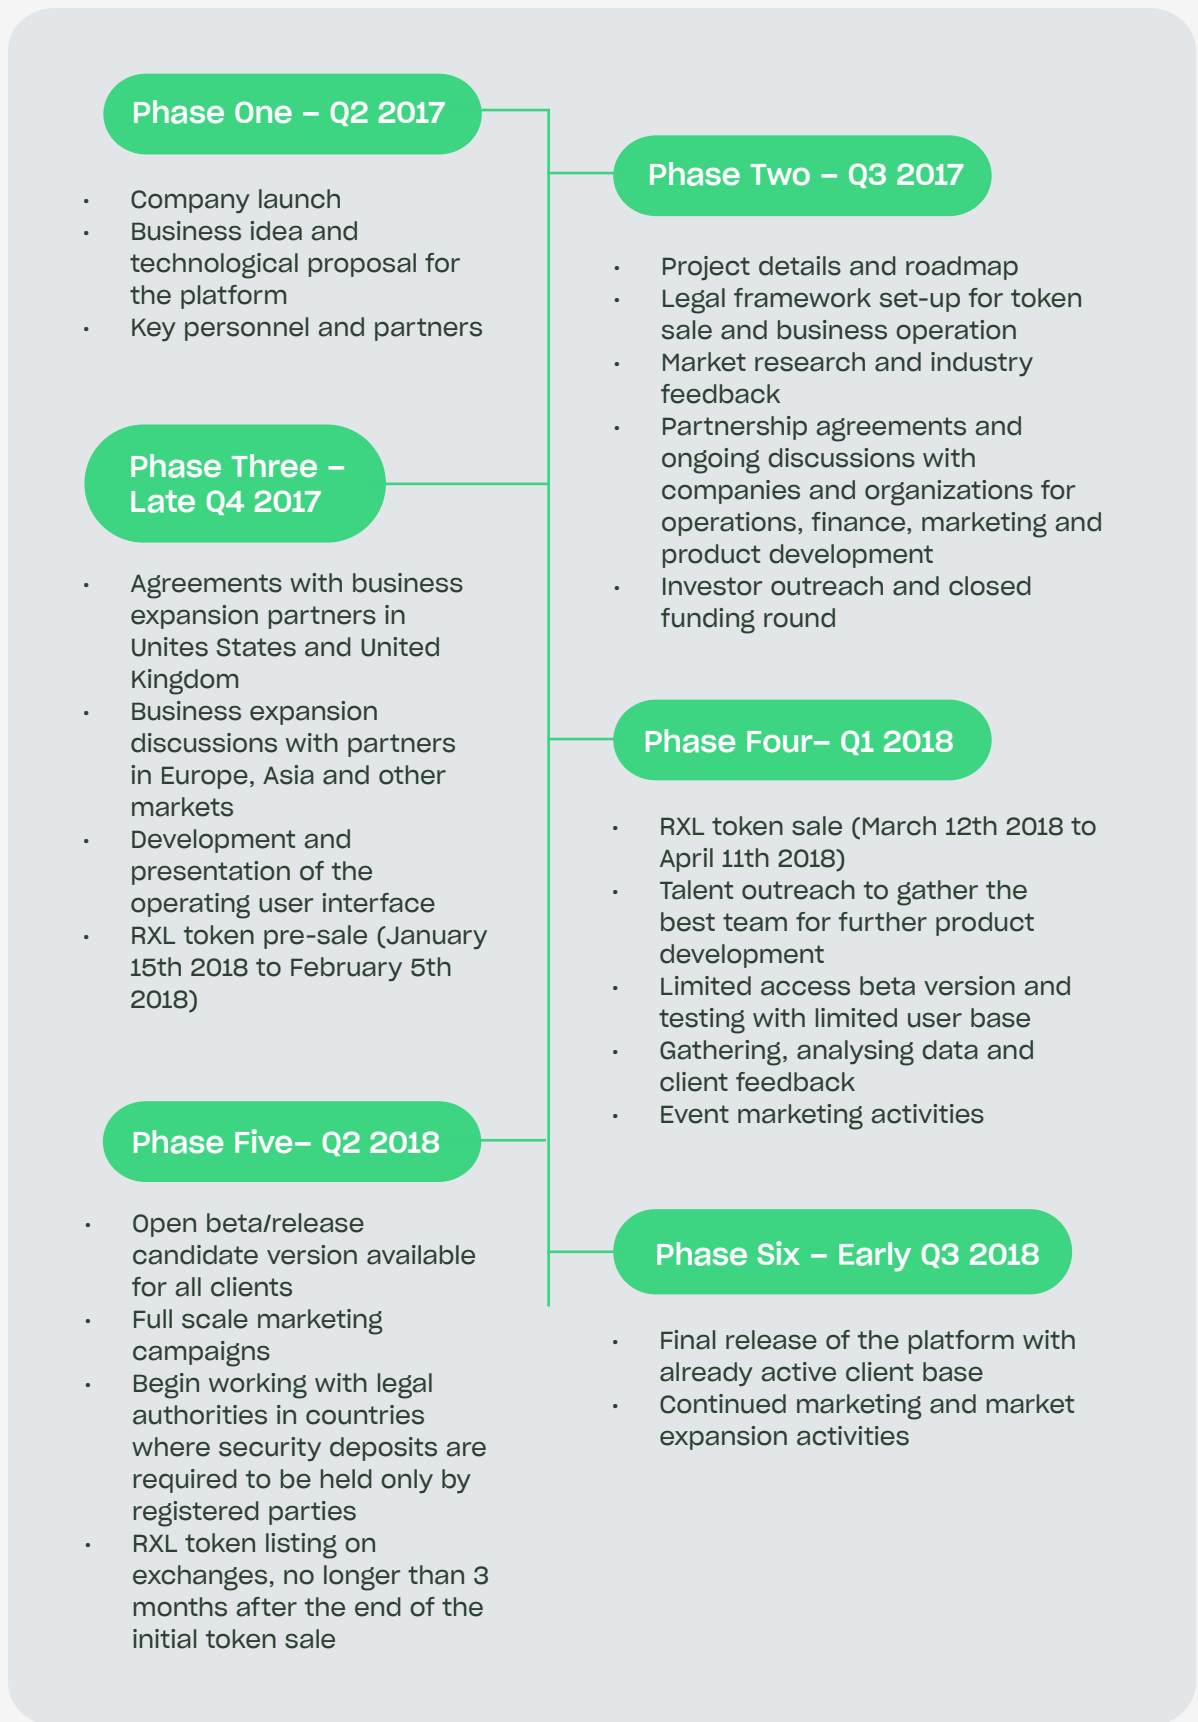 Phase One – Q2 2017
• Company launch
• Business idea and
technological proposal for
the platform
• Key personnel and partners
Phase Two – Q3 2017
• Project details and roadmap
• Legal framework set-up for token
sale and business operation
• Market research and industry
feedback
• Partnership agreements and
ongoing discussions with
companies and organizations for
operations, finance, marketing and
product development
• Investor outreach and closed
funding round
Phase Three –
Late Q4 2017
• Agreements with business
expansion partners in
Unites States and United
Kingdom
• Business expansion
discussions with partners
in Europe, Asia and other
markets
• Development and
presentation of the
operating user interface
• RXL token pre-sale (January
15th 2018 to February 5th
2018)
Phase Four– Q1 2018
• RXL token sale (March 12th 2018 to
April 11th 2018)
• Talent outreach to gather the
best team for further product
development
• Limited access beta version and
testing with limited user base
• Gathering, analysing data and
client feedback
• Event marketing activities
Phase Five– Q2 2018
• Open beta/release
candidate version available
for all clients
• Full scale marketing
campaigns
• Begin working with legal
authorities in countries
where security deposits are
required to be held only by
registered parties
• RXL token listing on
exchanges, no longer than 3
months after the end of the
initial token sale
Phase Six – Early Q3 2018
• Final release of the platform with
already active client base
• Continued marketing and market
expansion activities